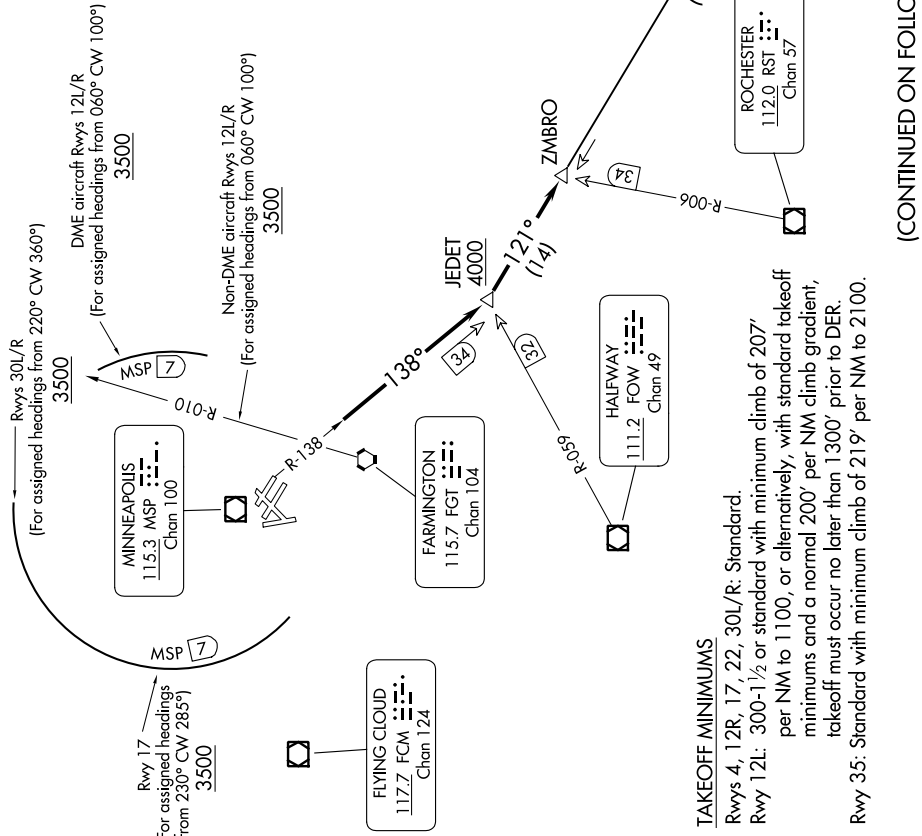 Rwys 30L/R
(For assigned headings from 220° CW 360°)
3500
DME aircraft Rwys 12L/R
(For assigned headings from 060° CW 100°)
3500
Non-DME aircraft Rwys 12L/R
(For assigned headings from 060° CW 100°)
3500
MSP 7
R-010
MINNEAPOLIS
115.3 MSP
Chan 100
R-138
138°
JEDET
4000
34
121°
(14)
ZMBRO
34
R-006
ROCHESTER
112.0 RST
Chan 57
32
R-059
HALFWAY
111.2 FOW
Chan 49
FARMINGTON
115.7 FGT
Chan 104
MSP 7
Rwy 17
For assigned headings
from 230° CW 285°)
3500
FLYING CLOUD
117.7 FCM
Chan 124
TAKEOFF MINIMUMS
Rwys 4, 12R, 17, 22, 30L/R: Standard.
Rwy 12L: 300-1½ or standard with minimum climb of 207'
per NM to 1100, or alternatively, with standard takeoff
minimums and a normal 200' per NM climb gradient,
takeoff must occur no later than 1300' prior to DER.
Rwy 35: Standard with minimum climb of 219' per NM to 2100.
(CONTINUED ON FOLLO